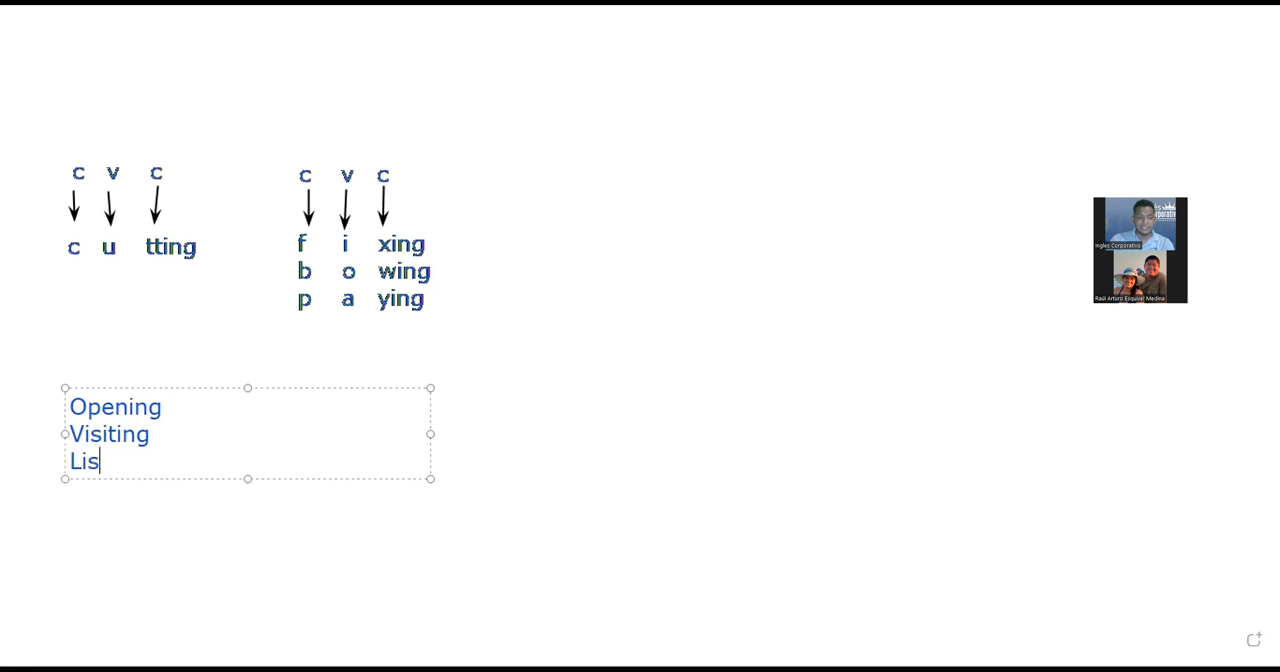 c v c
c u tting
c v c
f i xing
b o wing
p a ying
Opening
Visiting
Lis
Ingles Corporativo
Raúl Arturo Esquivel Medina